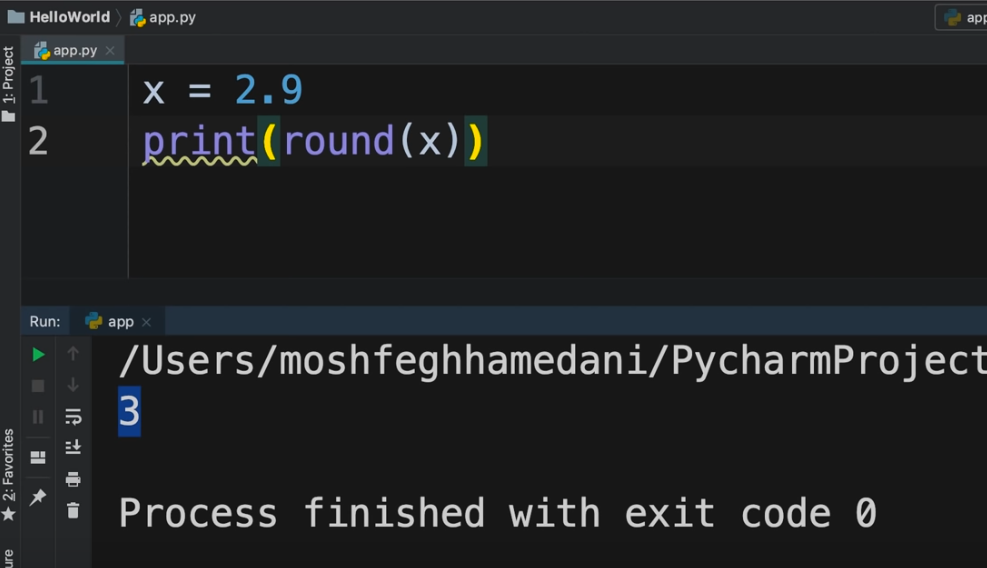 HelloWorld app.py
app
app.py
1: Project
1 x = 2.9
2 print(round(x))
Run: app
/Users/moshfeghhamedani/PycharmProject
3
Process finished with exit code 0
2: Favorites